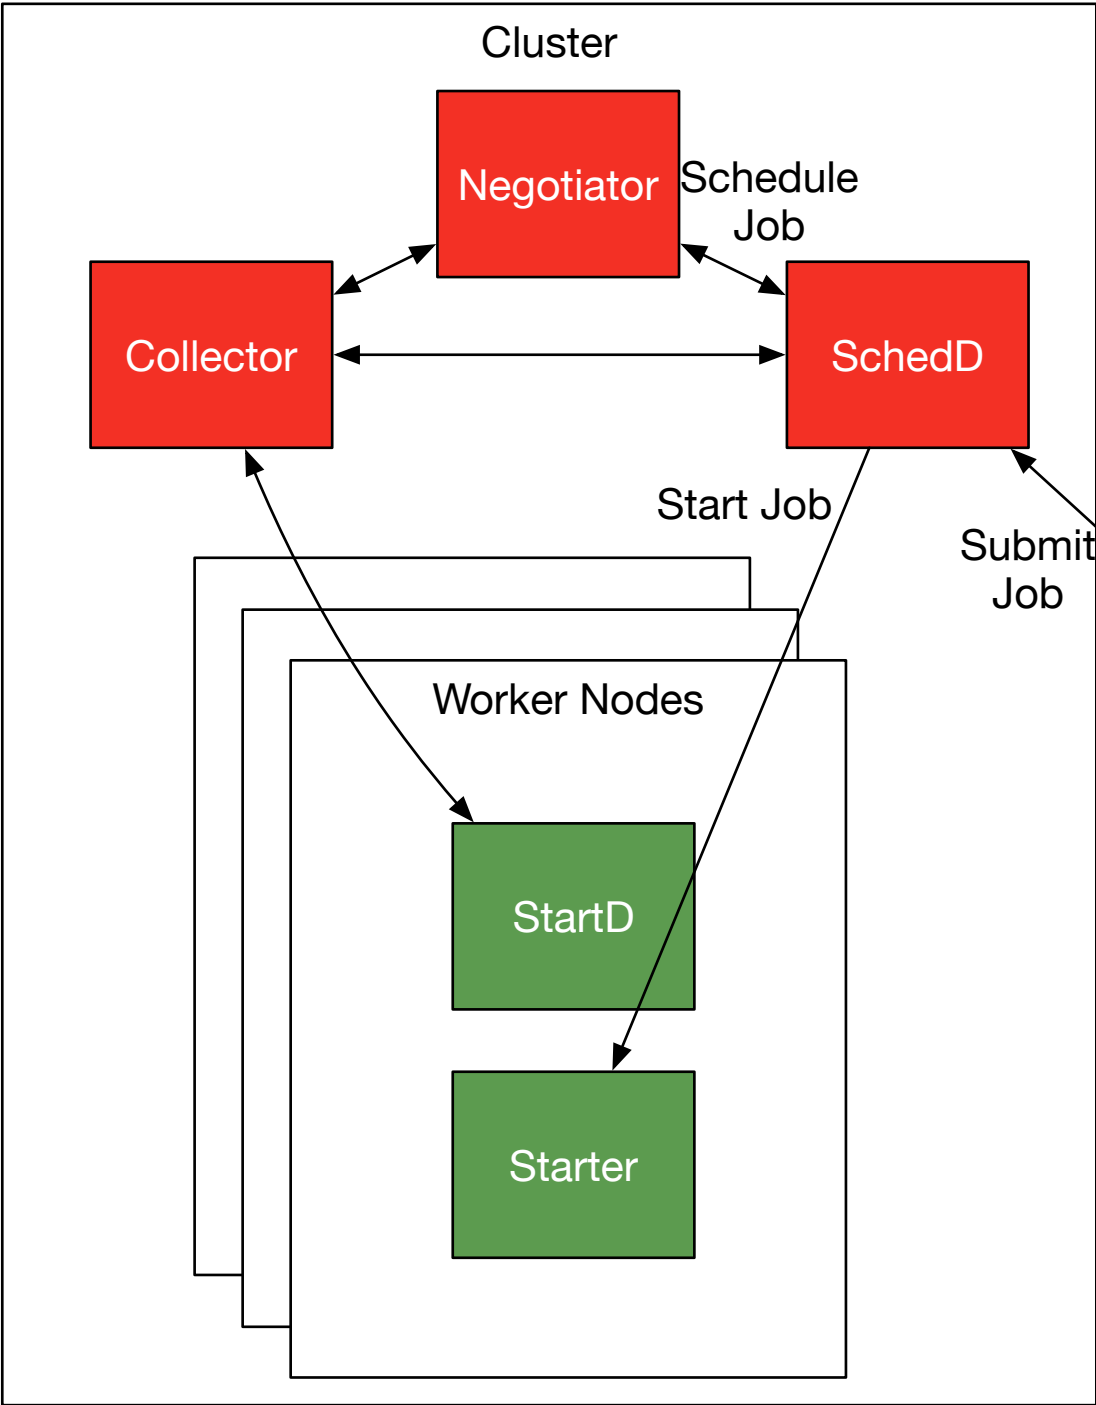 Cluster
Negotiator
Schedule
Job
Collector
SchedD
Start Job
Submit
Job
Worker Nodes
StartD
Starter